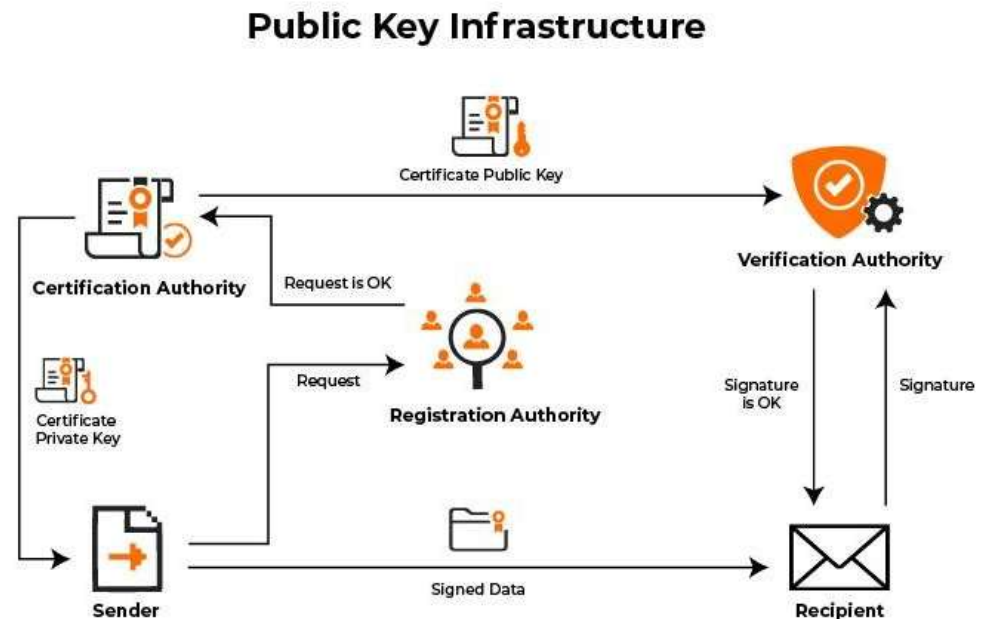 Public Key Infrastructure
Certificate Public Key
Certification Authority
Request is OK
Verification Authority
Request
Registration Authority
Certificate
Private Key
Signature
is OK
Signature
Signed Data
Sender
Recipient